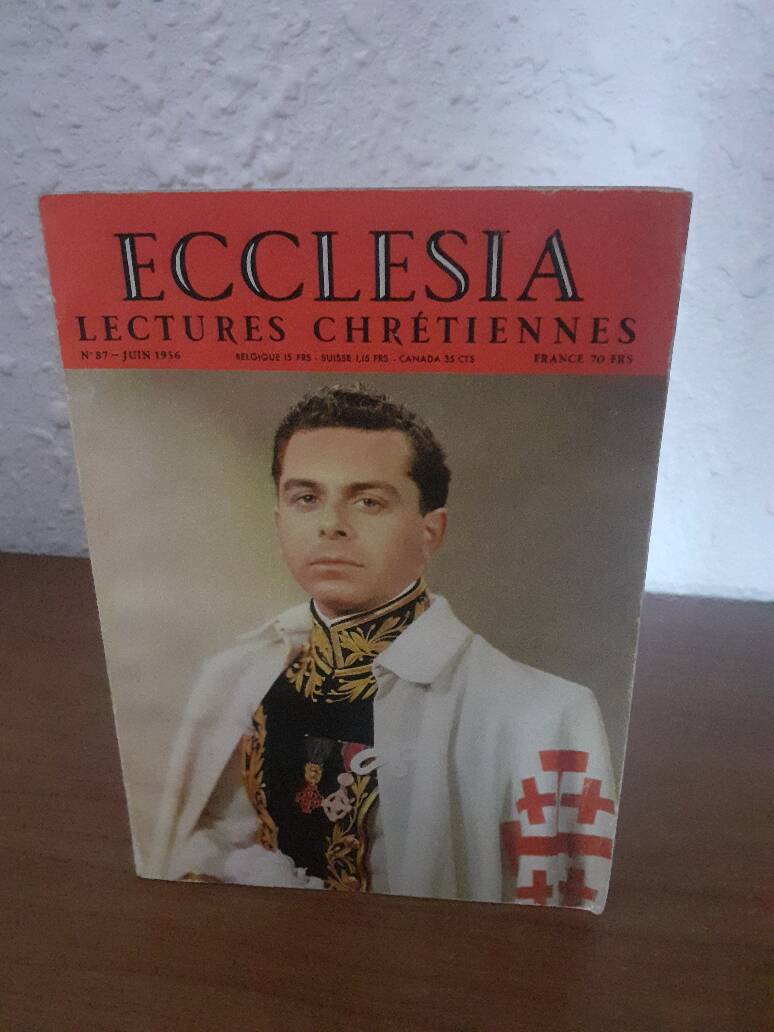 ECCLESIA
LECTURES CHRÉTIENNES
N° 87 - JUIN 1956 BELGIQUE 15 FRS - SUISSE 1,15 FRS - CANADA 35 CTS FRANCE 70 FRS